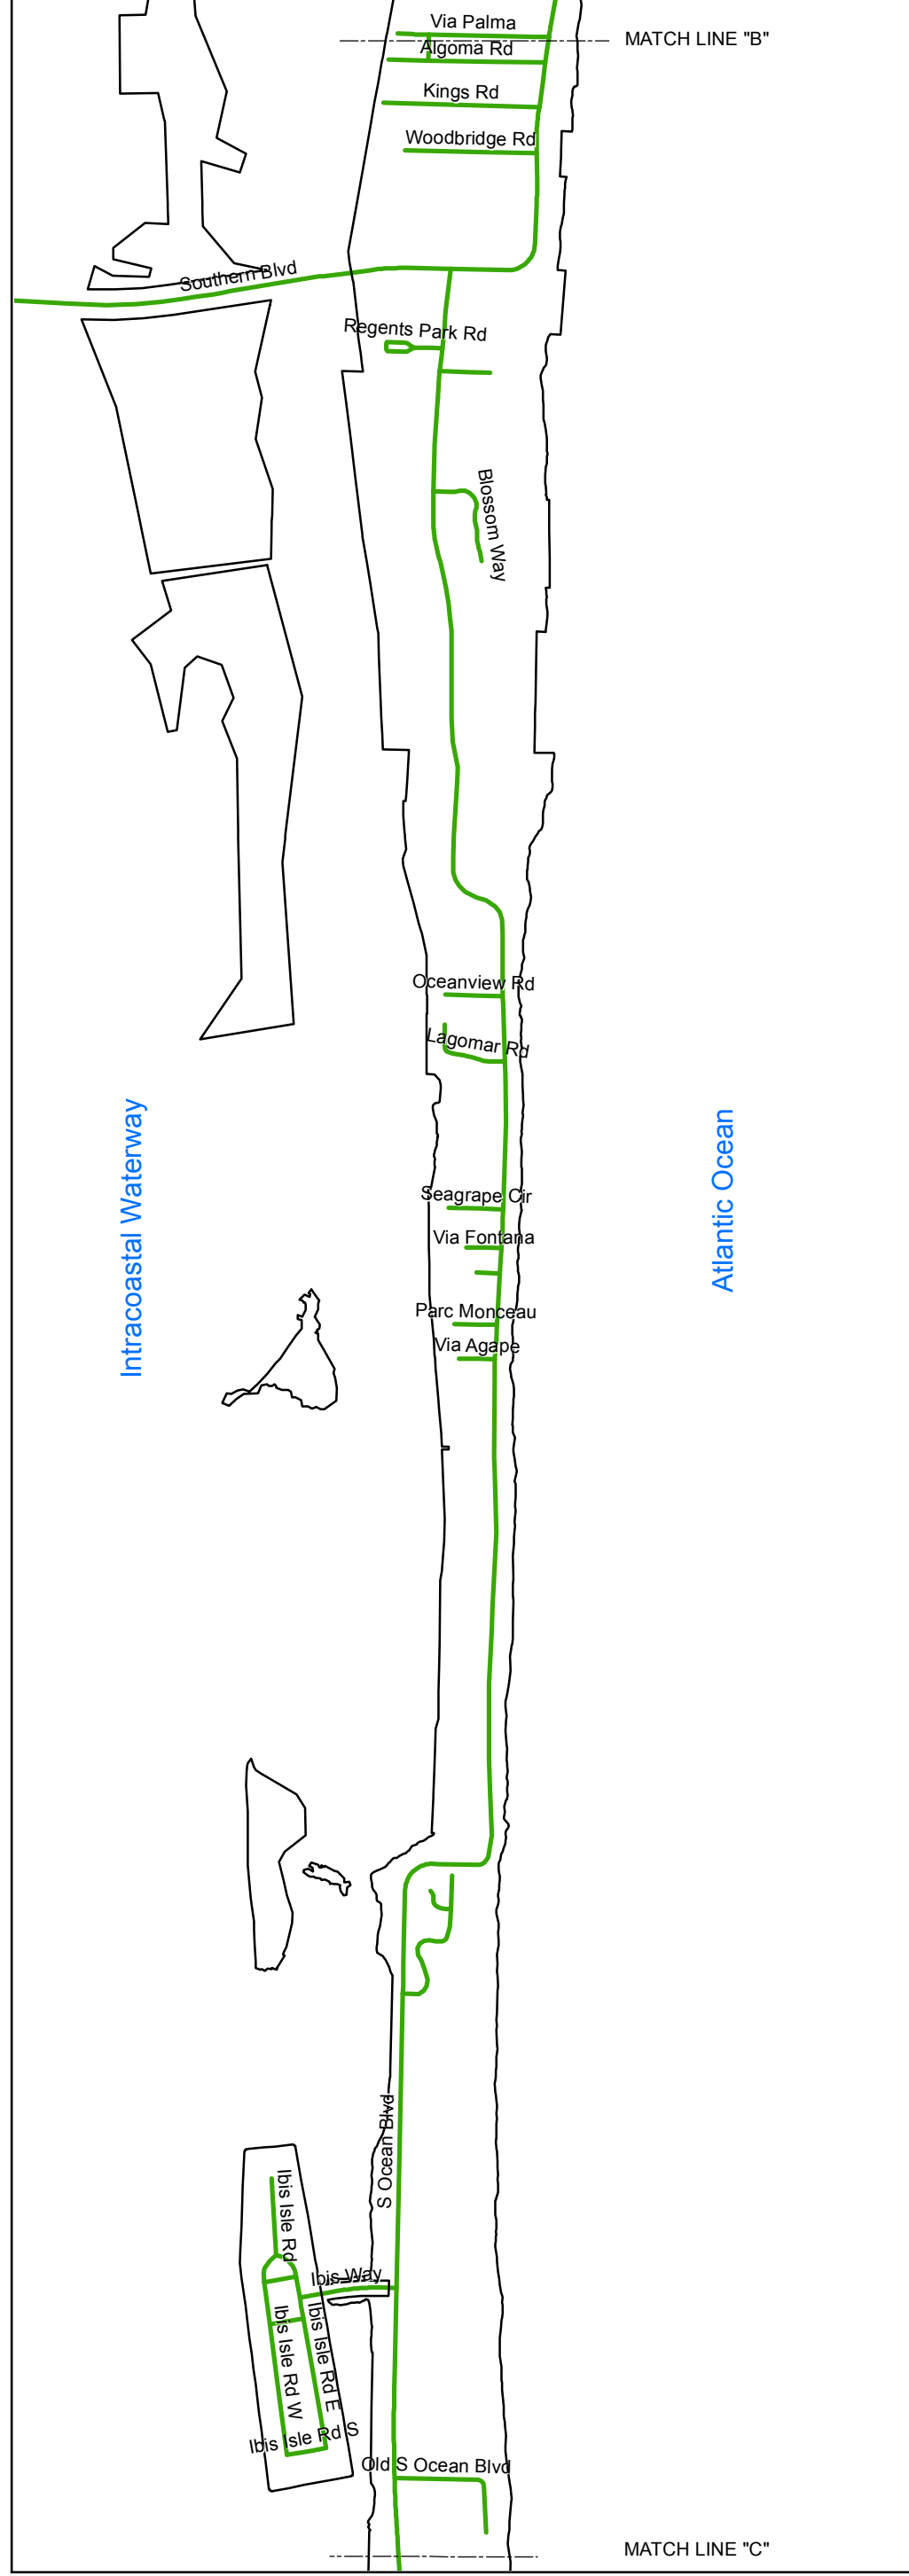 Via Palma
MATCH LINE "B"
Algoma Rd
Kings Rd
Woodbridge Rd
Southern Blvd
Regents Park Rd
Blossom Way
Oceanview Rd
Lagomar Rd
Intracoastal Waterway
Atlantic Ocean
Seagrape Cir
Via Fontana
Parc Monceau
Via Agape
S Ocean Blvd
Ibis Isle Rd
Ibis Way
Ibis Isle Rd E
Ibis Isle Rd W
Ibis Isle Rd S
Old S Ocean Blvd
MATCH LINE "C"